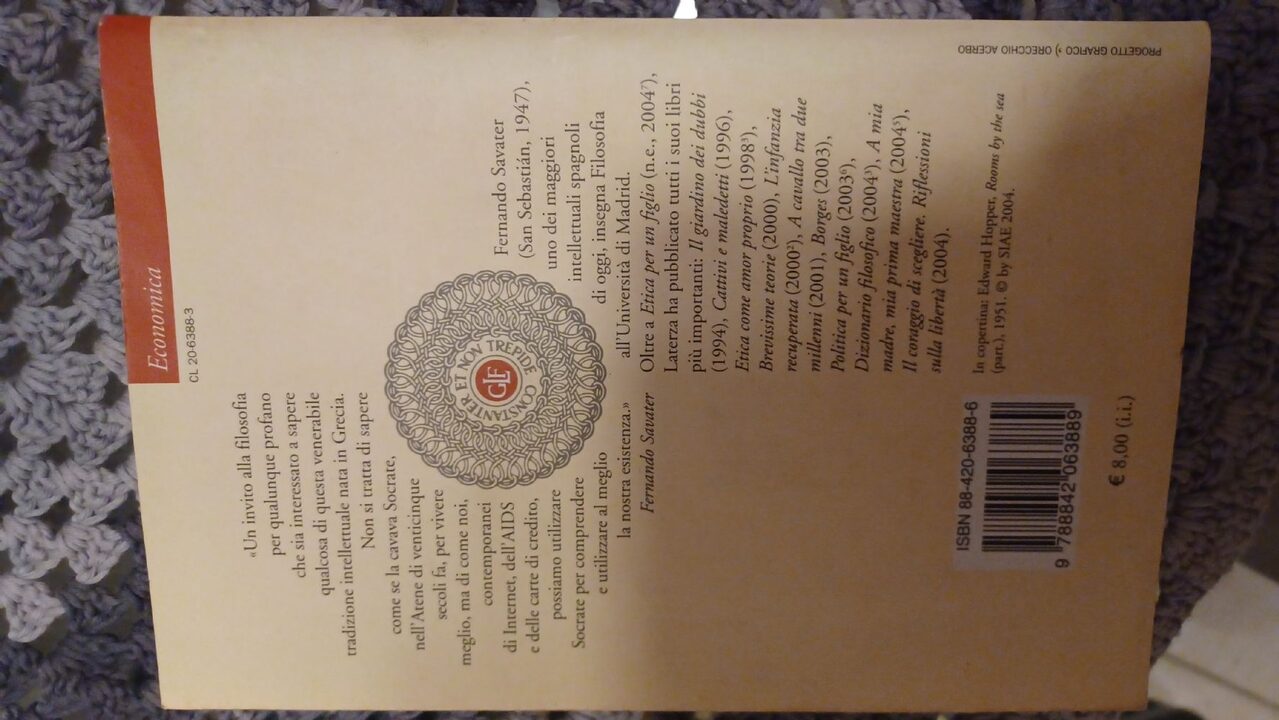 Economica
CL 20-6388-3
«Un invito alla filosofia
per qualunque profano
che sia interessato a sapere
qualcosa di questa venerabile
tradizione intellettuale nata in Grecia.
Non si tratta di sapere
come se la cavava Socrate,
nell'Atene di venticinque
secoli fa, per vivere
meglio, ma di come noi,
contemporanei
di Internet, dell'AIDS
e delle carte di credito,
possiamo utilizzare
Socrate per comprendere
e utilizzare al meglio
la nostra esistenza.»
Fernando Savater
CONSTANTER ET NON TREPIDE
GLF
Fernando Savater
(San Sebastián, 1947),
uno dei maggiori
intellettuali spagnoli
di oggi, insegna Filosofia
all'Università di Madrid.
Oltre a Etica per un figlio (n.e., 2004⁷),
Laterza ha pubblicato tutti i suoi libri
più importanti: Il giardino dei dubbi
(1994), Cattivi e maledetti (1996),
Etica come amor proprio (1998³),
Brevissime teorie (2000), L'infanzia
recuperata (2000²), A cavallo tra due
millenni (2001), Borges (2003),
Politica per un figlio (2003⁶),
Dizionario filosofico (2004³), A mia
madre, mia prima maestra (2004⁵),
Il coraggio di scegliere. Riflessioni
sulla libertà (2004).
In copertina: Edward Hopper, Rooms by the sea
(part.), 1951. © by SIAE 2004.
ISBN 88-420-6388-6
9 788842 063889
€ 8,00 (i.i.)
PROGETTO GRAFICO ORECCHIO ACERBO